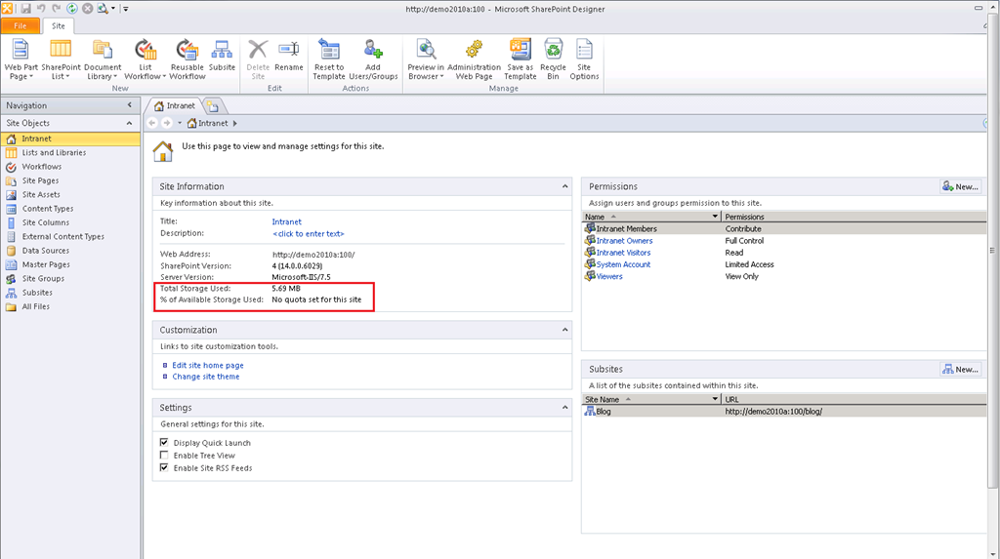 http://demo2010a:100 - Microsoft SharePoint Designer
File Site
Web Part Page
SharePoint List
Document Library
List Workflow
Reusable Workflow
Subsite
Delete Site
Rename
Reset to Template
Add Users/Groups
Preview in Browser
Administration Web Page
Save as Template
Recycle Bin
Site Options
New Edit Actions Manage
Navigation
Site Objects
Intranet
Lists and Libraries
Workflows
Site Pages
Site Assets
Content Types
Site Columns
External Content Types
Data Sources
Master Pages
Site Groups
Subsites
All Files
Intranet
Intranet
Use this page to view and manage settings for this site.
Site Information
Key information about this site.
Title: Intranet
Description: <click to enter text>
Web Address: http://demo2010a:100/
SharePoint Version: 4 (14.0.0.6029)
Server Version: Microsoft-IIS/7.5
Total Storage Used: 5.69 MB
% of Available Storage Used: No quota set for this site
Customization
Links to site customization tools.
Edit site home page
Change site theme
Settings
General settings for this site.
Display Quick Launch
Enable Tree View
Enable Site RSS Feeds
Permissions New...
Assign users and groups permission to this site.
Name Permissions
Intranet Members Contribute
Intranet Owners Full Control
Intranet Visitors Read
System Account Limited Access
Viewers View Only
Subsites New...
A list of the subsites contained within this site.
Site Name URL
Blog http://demo2010a:100/blog/